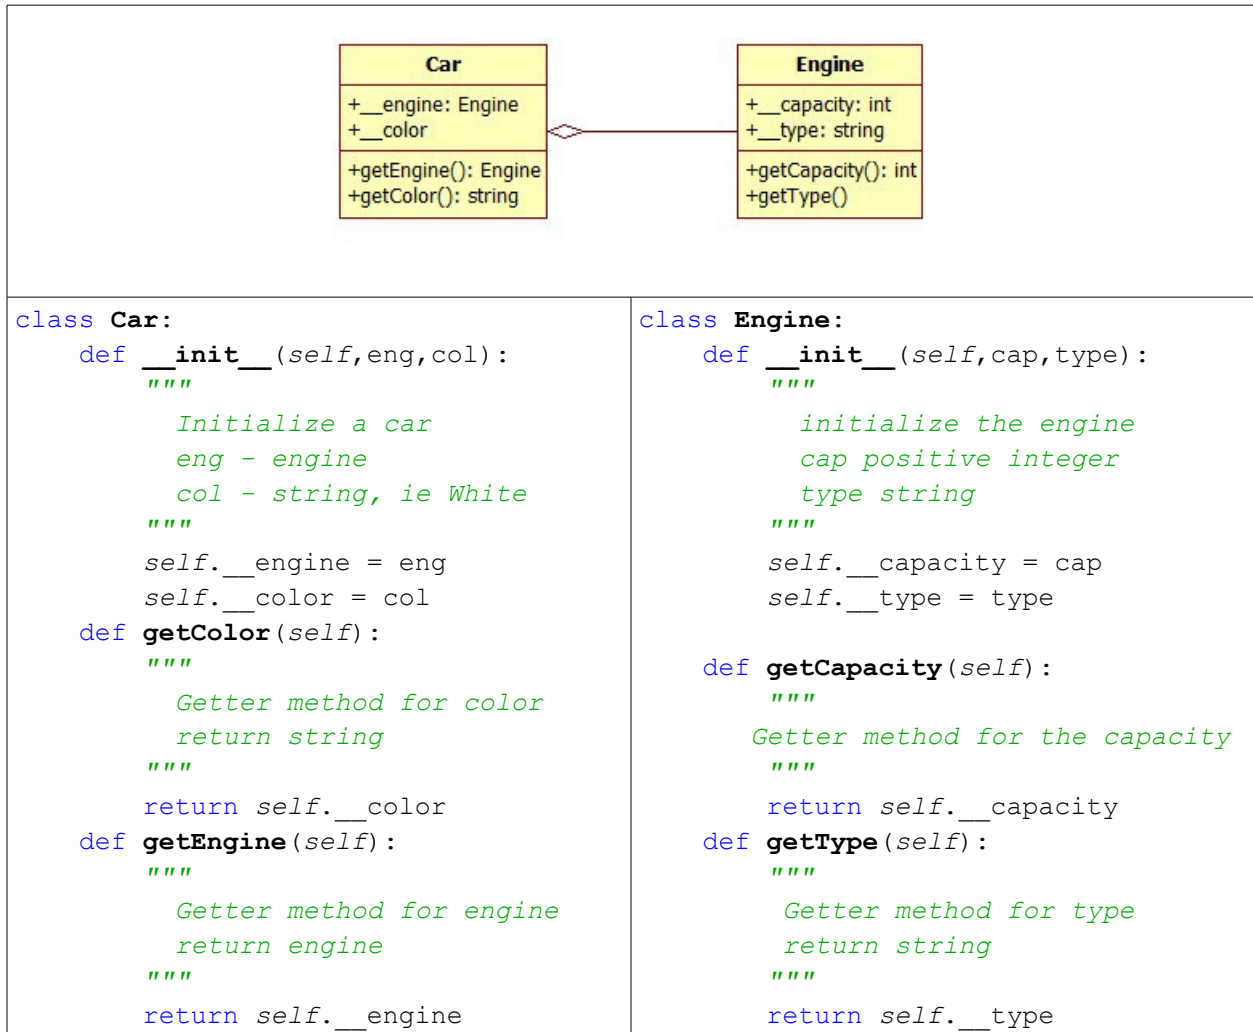 Car
+__engine: Engine
+__color
+getEngine(): Engine
+getColor(): string
Engine
+__capacity: int
+__type: string
+getCapacity(): int
+getType()
class Car:
    def __init__(self,eng,col):
        """
          Initialize a car
          eng - engine
          col - string, ie White
        """
        self.__engine = eng
        self.__color = col
    def getColor(self):
        """
          Getter method for color
          return string
        """
        return self.__color
    def getEngine(self):
        """
          Getter method for engine
          return engine
        """
        return self.__engine
class Engine:
    def __init__(self,cap,type):
        """
          initialize the engine
          cap positive integer
          type string
        """
        self.__capacity = cap
        self.__type = type
    def getCapacity(self):
        """
       Getter method for the capacity
        """
        return self.__capacity
    def getType(self):
        """
         Getter method for type
         return string
        """
        return self.__type